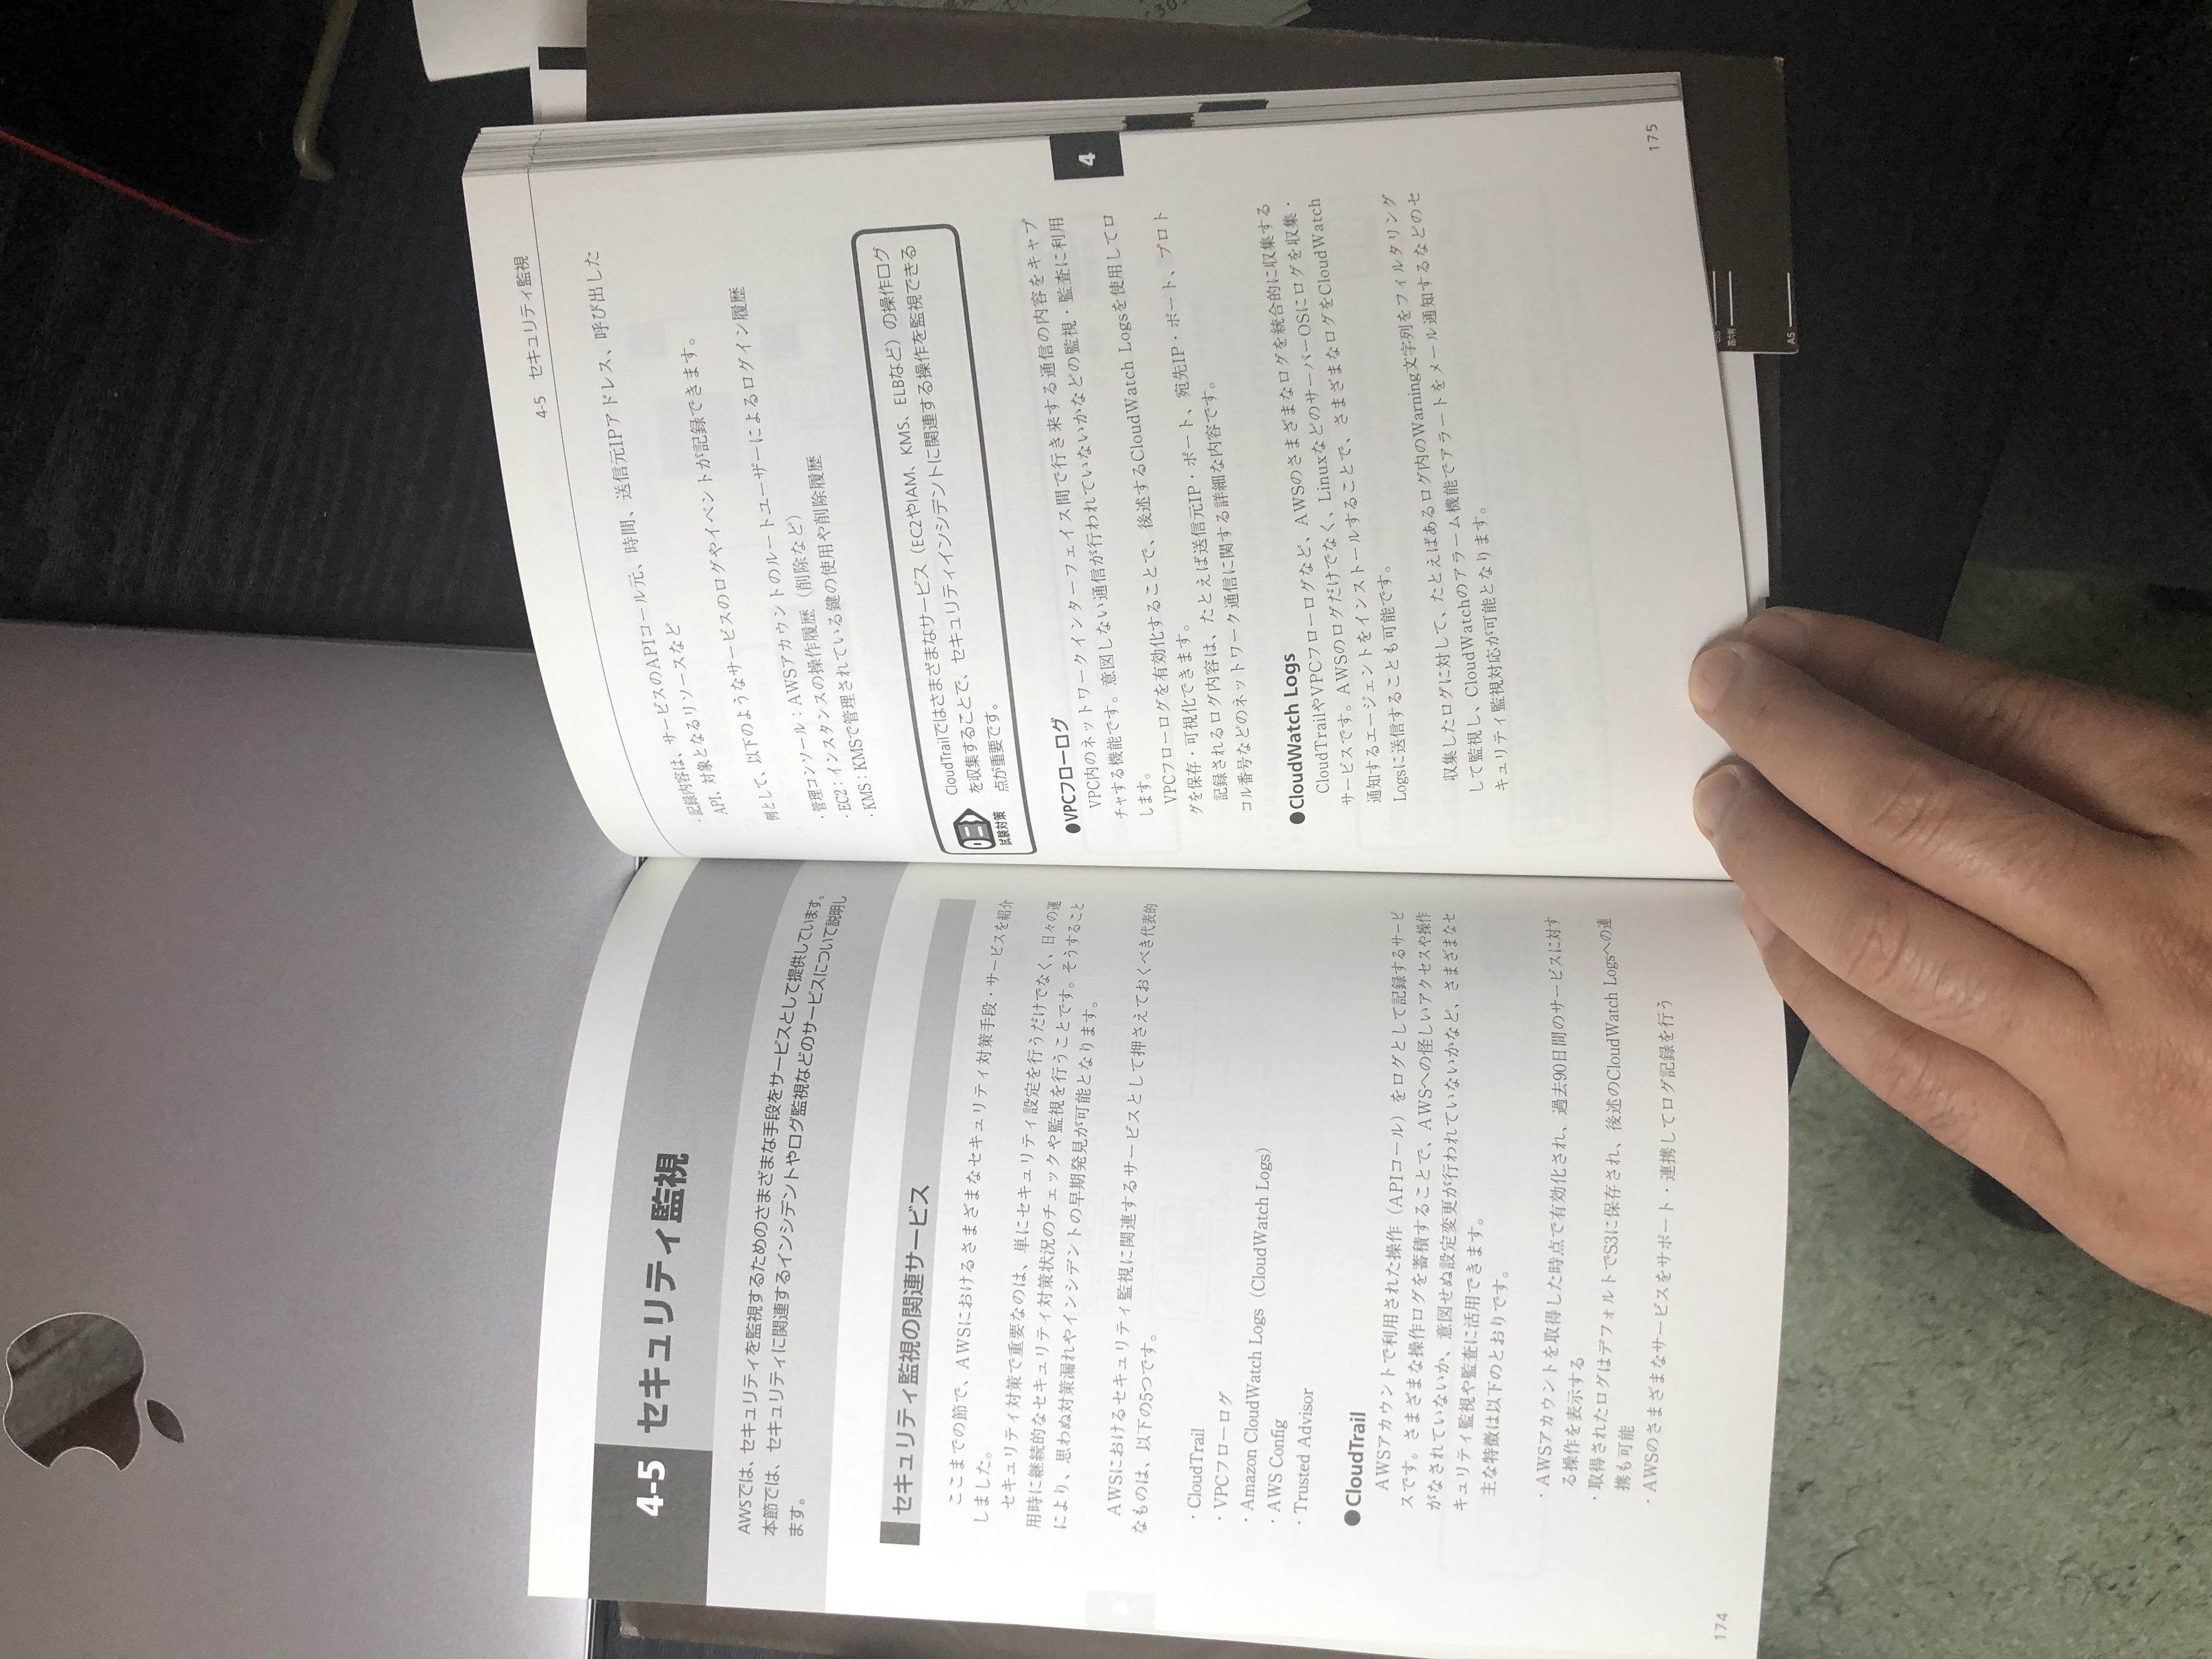 4-5 セキュリティ監視
AWSでは、セキュリティを監視するためのさまざまな手段をサービスとして提供しています。
本節では、セキュリティに関連するインシデントやログ監視などのサービスについて説明し
ます。
セキュリティ監視の関連サービス
ここまでの節で、AWSにおけるさまざまなセキュリティ対策手段・サービスを紹介
しました。
セキュリティ対策で重要なのは、単にセキュリティ設定を行うだけでなく、日々の運
用時に継続的なセキュリティ対策状況のチェックや監視を行うことです。そうすること
により、思わぬ対策漏れやインシデントの早期発見が可能となります。
AWSにおけるセキュリティ監視に関連するサービスとして押さえておくべき代表的
なものは、以下の5つです。
・CloudTrail
・VPCフローログ
・Amazon CloudWatch Logs（CloudWatch Logs）
・AWS Config
・Trusted Advisor
●CloudTrail
AWSアカウントで利用された操作（APIコール）をログとして記録するサービ
スです。さまざまな操作ログを蓄積することで、AWSへの怪しいアクセスや操作
がなされていないか、意図せぬ設定変更が行われていないかなど、さまざまなセ
キュリティ監視や監査に活用できます。
主な特徴は以下のとおりです。
・AWSアカウントを取得した時点で有効化され、過去90日間のサービスに対す
る操作を表示する
・取得されたログはデフォルトでS3に保存され、後述のCloudWatch Logsへの連
携も可能
・AWSのさまざまなサービスをサポート・連携してログ記録を行う
174
4-5 セキュリティ監視
・記録内容は、サービスのAPIコール元、時間、送信元IPアドレス、呼び出した
API、対象となるリソースなど
例として、以下のようなサービスのログやイベントが記録できます。
・管理コンソール：AWSアカウントのルートユーザーによるログイン履歴
・EC2：インスタンスの操作履歴（削除など）
・KMS：KMSで管理されている鍵の使用や削除履歴
試験対策
CloudTrailではさまざまなサービス（EC2やIAM、KMS、ELBなど）の操作ログ
を収集することで、セキュリティインシデントに関連する操作を監視できる
点が重要です。
●VPCフローログ
VPC内のネットワークインターフェイス間で行き来する通信の内容をキャプ
チャする機能です。意図しない通信が行われていないかなどの監視・監査に利用
します。
VPCフローログを有効化することで、後述するCloudWatch Logsを使用してロ
グを保存・可視化できます。
記録されるログ内容は、たとえば送信元IP・ポート、宛先IP・ポート、プロト
コル番号などのネットワーク通信に関する詳細な内容です。
●CloudWatch Logs
CloudTrailやVPCフローログなど、AWSのさまざまなログを統合的に収集する
サービスです。AWSのログだけでなく、LinuxなどのサーバーOSにログを収集・
通知するエージェントをインストールすることで、さまざまなログをCloudWatch
Logsに送信することも可能です。
収集したログに対して、たとえばあるログ内のWarning文字列をフィルタリング
して監視し、CloudWatchのアラーム機能でアラートをメール通知するなどのセ
キュリティ監視対応が可能となります。
4
175
四六判
A5